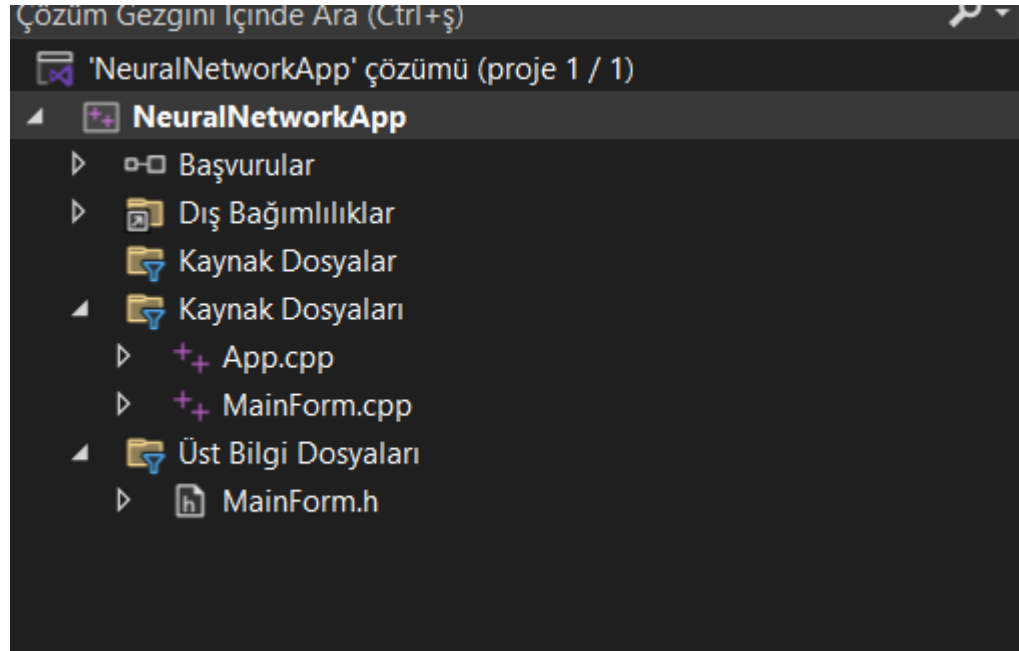 Çözüm Gezgini İçinde Ara (Ctrl+ş)
'NeuralNetworkApp' çözümü (proje 1 / 1)
NeuralNetworkApp
Başvurular
Dış Bağımlılıklar
Kaynak Dosyalar
Kaynak Dosyaları
App.cpp
MainForm.cpp
Üst Bilgi Dosyaları
MainForm.h